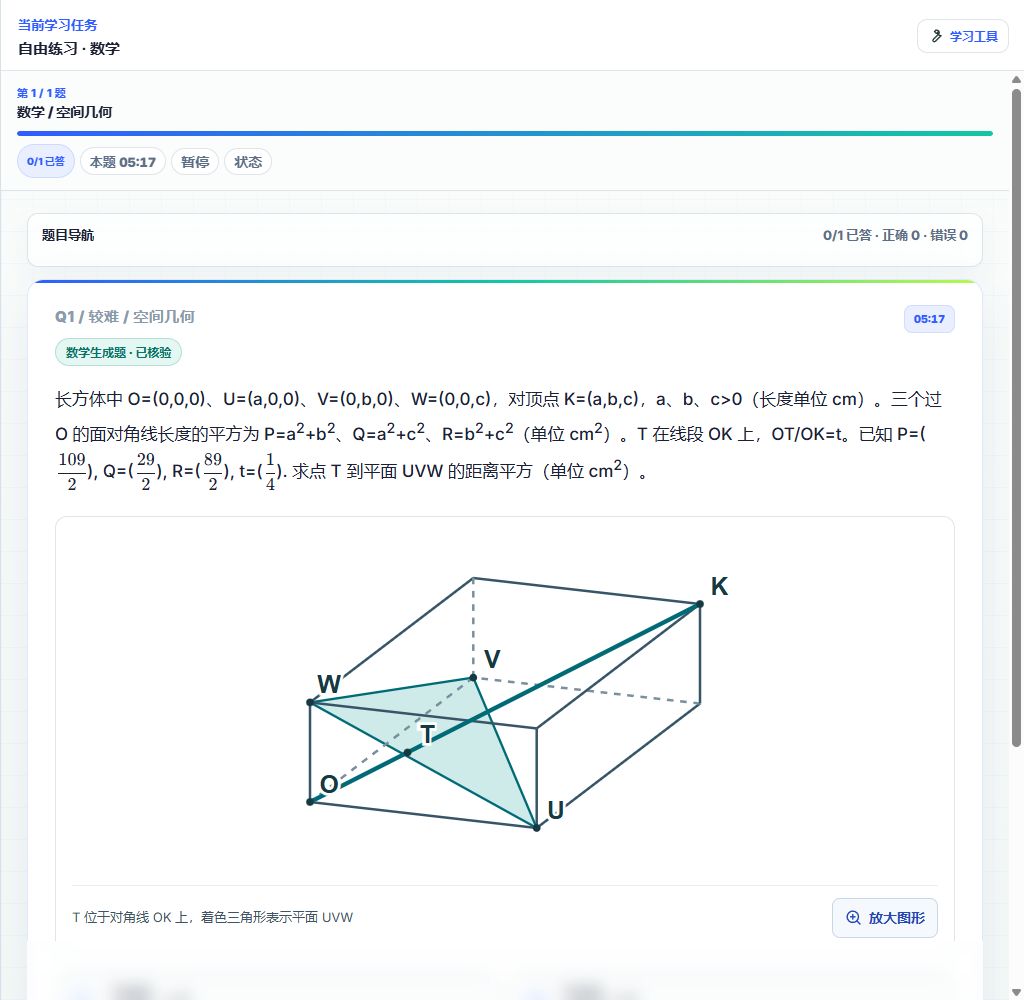 当前学习任务
自由练习 · 数学
学习工具
第 1 / 1 题
数学 / 空间几何
0/1 已答
本题 05:17
暂停
状态
题目导航
0/1 已答 · 正确 0 · 错误 0
Q1 / 较难 / 空间几何
05:17
数学生成题 · 已核验
长方体中 O=(0,0,0)、U=(a,0,0)、V=(0,b,0)、W=(0,0,c)，对顶点 K=(a,b,c)，a、b、c>0（长度单位 cm）。三个过
O 的面对角线长度的平方为 P=a²+b²、Q=a²+c²、R=b²+c²（单位 cm²）。T 在线段 OK 上，OT/OK=t。已知 P=(
109/2), Q=(29/2), R=(89/2), t=(1/4). 求点 T 到平面 UVW 的距离平方（单位 cm²）。
K
V
W
T
O
U
T 位于对角线 OK 上，着色三角形表示平面 UVW
放大图形